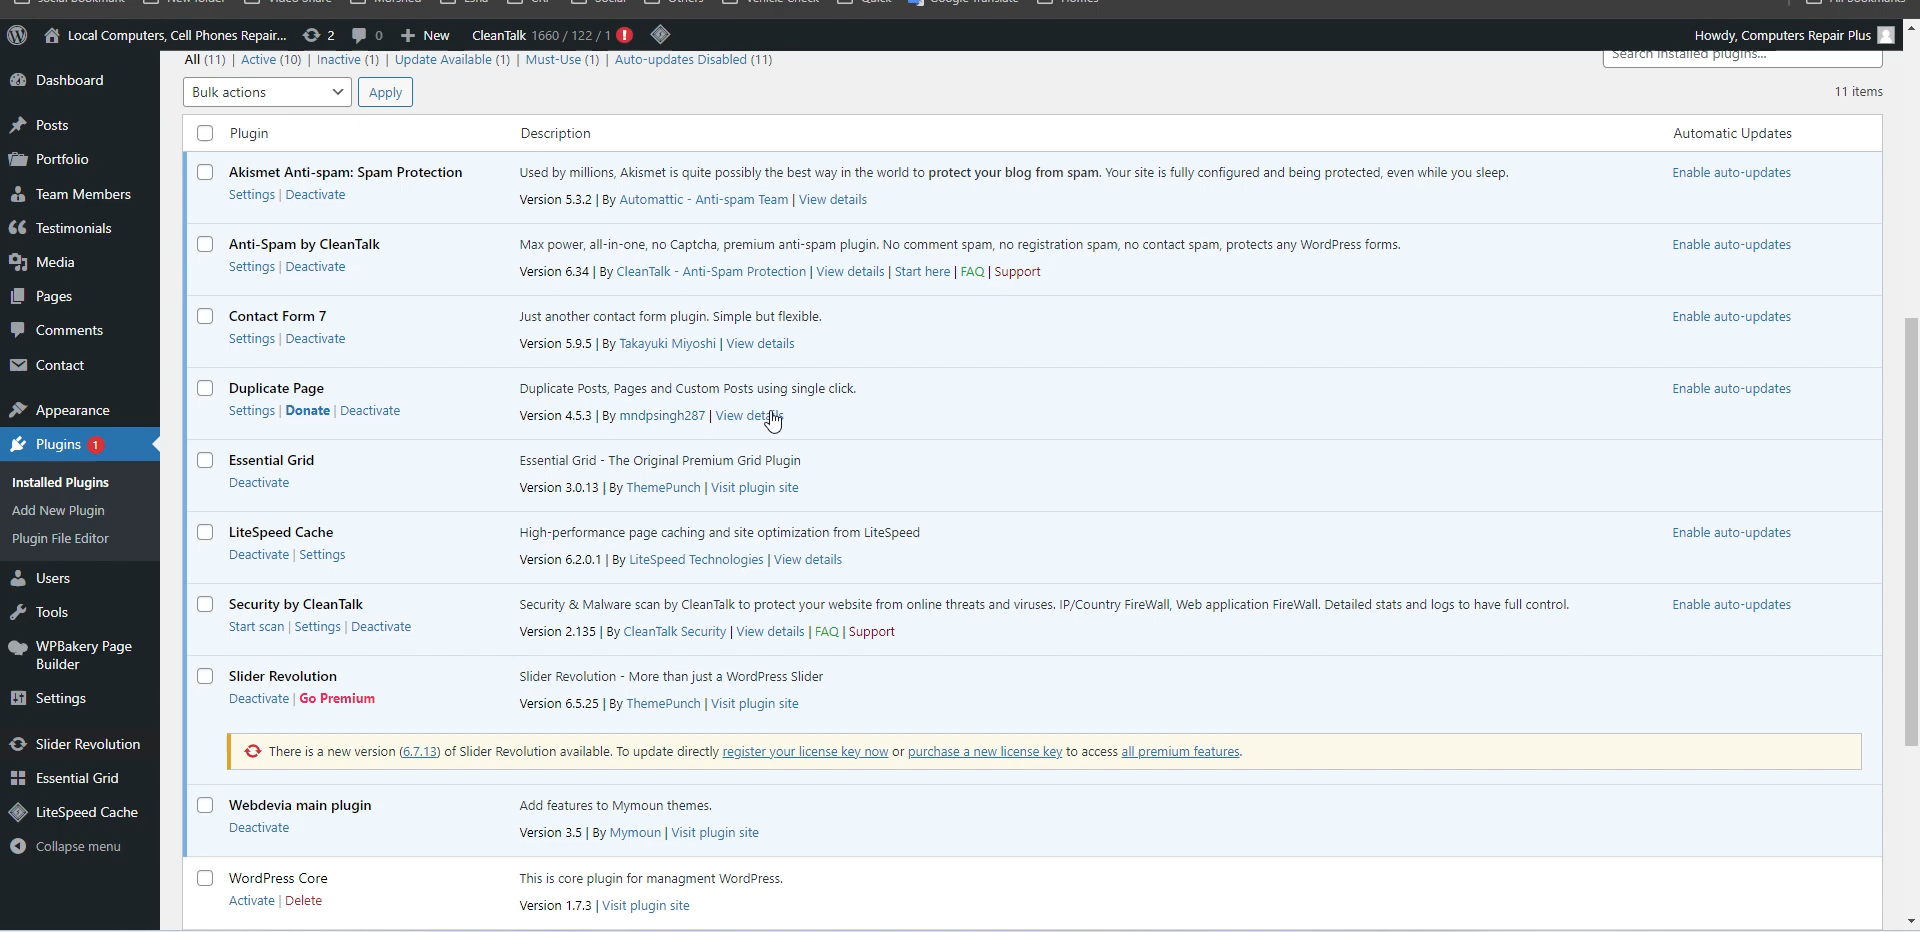 Local Computers, Cell Phones Repair... 2 0 New CleanTalk 1660 / 122 / 1 ! Howdy, Computers Repair Plus
All (11) | Active (10) | Inactive (1) | Update Available (1) | Must-Use (1) | Auto-updates Disabled (11)
Search installed plugins...
Bulk actions Apply 11 items
Dashboard
Posts
Portfolio
Team Members
Testimonials
Media
Pages
Comments
Contact
Appearance
Plugins 1
Installed Plugins
Add New Plugin
Plugin File Editor
Users
Tools
WPBakery Page
Builder
Settings
Slider Revolution
Essential Grid
LiteSpeed Cache
Collapse menu
Plugin Description Automatic Updates
Akismet Anti-spam: Spam Protection Used by millions, Akismet is quite possibly the best way in the world to protect your blog from spam. Your site is fully configured and being protected, even while you sleep. Enable auto-updates
Settings | Deactivate Version 5.3.2 | By Automattic - Anti-spam Team | View details
Anti-Spam by CleanTalk Max power, all-in-one, no Captcha, premium anti-spam plugin. No comment spam, no registration spam, no contact spam, protects any WordPress forms. Enable auto-updates
Settings | Deactivate Version 6.34 | By CleanTalk - Anti-Spam Protection | View details | Start here | FAQ | Support
Contact Form 7 Just another contact form plugin. Simple but flexible. Enable auto-updates
Settings | Deactivate Version 5.9.5 | By Takayuki Miyoshi | View details
Duplicate Page Duplicate Posts, Pages and Custom Posts using single click. Enable auto-updates
Settings | Donate | Deactivate Version 4.5.3 | By mndpsingh287 | View details
Essential Grid Essential Grid - The Original Premium Grid Plugin
Deactivate Version 3.0.13 | By ThemePunch | Visit plugin site
LiteSpeed Cache High-performance page caching and site optimization from LiteSpeed Enable auto-updates
Deactivate | Settings Version 6.2.0.1 | By LiteSpeed Technologies | View details
Security by CleanTalk Security & Malware scan by CleanTalk to protect your website from online threats and viruses. IP/Country FireWall, Web application FireWall. Detailed stats and logs to have full control. Enable auto-updates
Start scan | Settings | Deactivate Version 2.135 | By CleanTalk Security | View details | FAQ | Support
Slider Revolution Slider Revolution - More than just a WordPress Slider
Deactivate | Go Premium Version 6.5.25 | By ThemePunch | Visit plugin site
There is a new version (6.7.13) of Slider Revolution available. To update directly register your license key now or purchase a new license key to access all premium features.
Webdevia main plugin Add features to Mymoun themes.
Deactivate Version 3.5 | By Mymoun | Visit plugin site
WordPress Core This is core plugin for managment WordPress.
Activate | Delete Version 1.7.3 | Visit plugin site